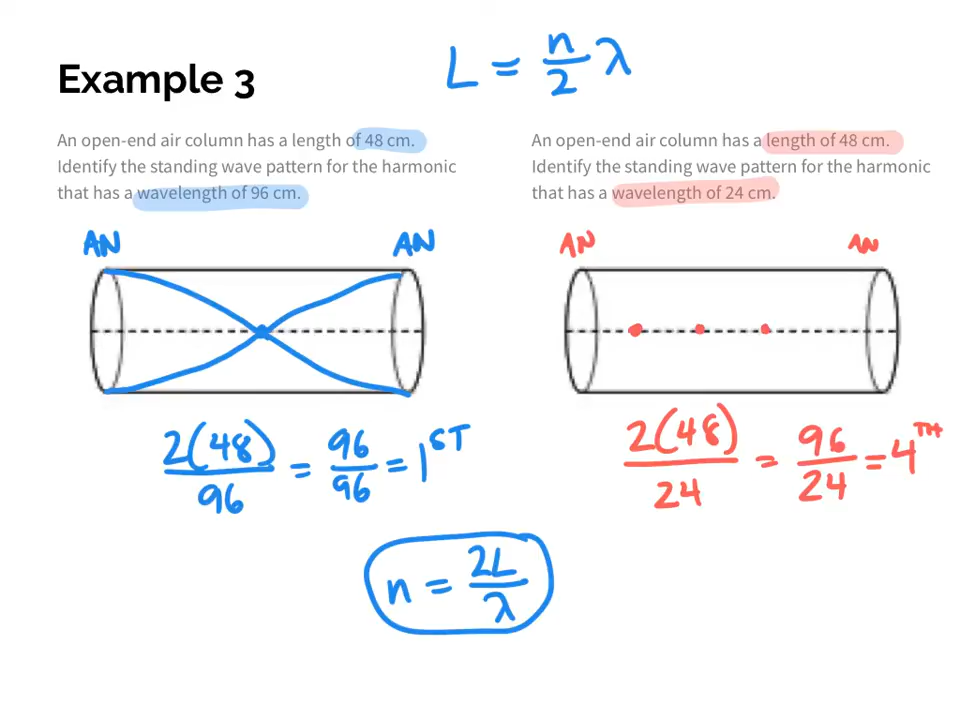 L = n/2 λ
Example 3
An open-end air column has a length of 48 cm.
Identify the standing wave pattern for the harmonic
that has a wavelength of 96 cm.
An open-end air column has a length of 48 cm.
Identify the standing wave pattern for the harmonic
that has a wavelength of 24 cm.
AN AN
AN AN
2(48)/96 = 96/96 = 1ST
2(48)/24 = 96/24 = 4TH
n = 2L/λ